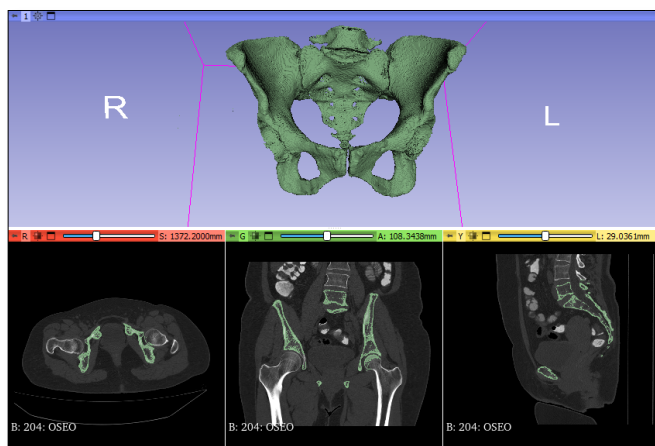 1
R
L
R S: 1372.2000mm
G A: 108.3438mm
Y L: 29.0361mm
B: 204: OSEO
B: 204: OSEO
B: 204: OSEO